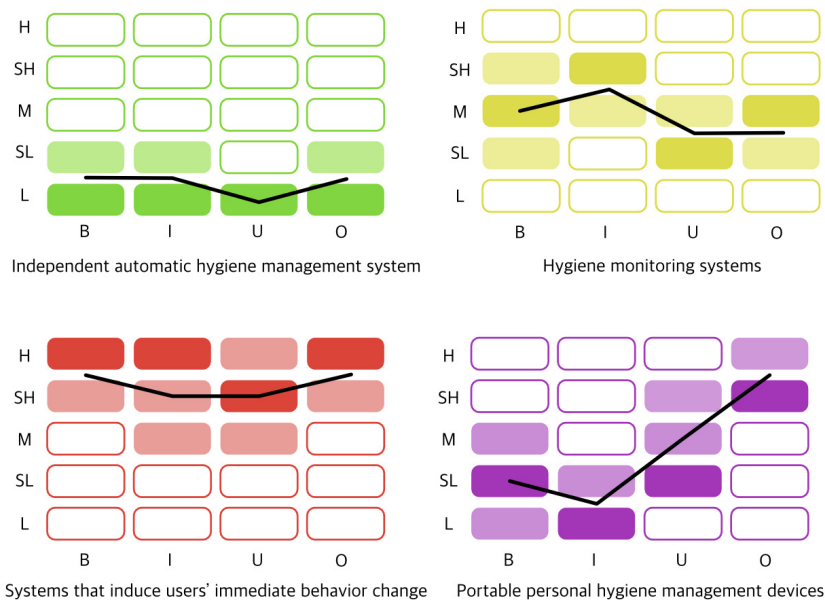 H
SH
M
SL
L
B I U O
Independent automatic hygiene management system
H
SH
M
SL
L
B I U O
Hygiene monitoring systems
H
SH
M
SL
L
B I U O
Systems that induce users’ immediate behavior change
H
SH
M
SL
L
B I U O
Portable personal hygiene management devices